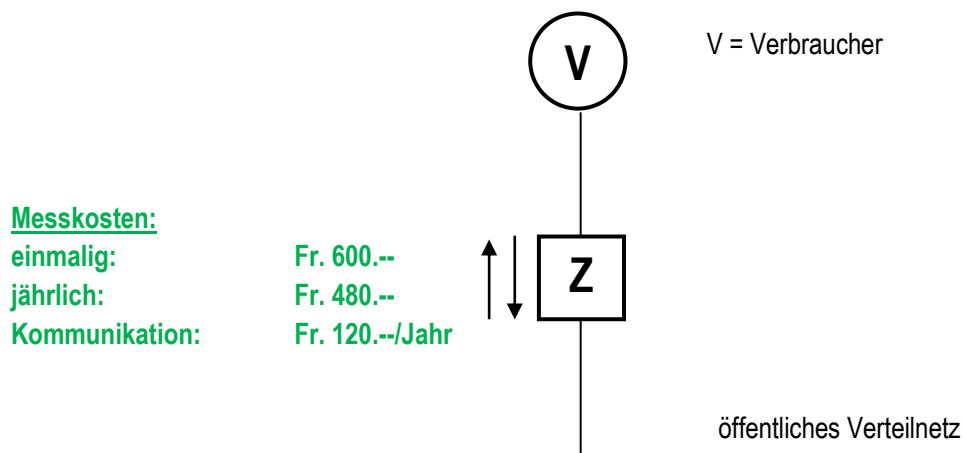 V
V = Verbraucher
Messkosten:
einmalig: Fr. 600.--
jährlich: Fr. 480.--
Kommunikation: Fr. 120.--/Jahr
Z
öffentliches Verteilnetz